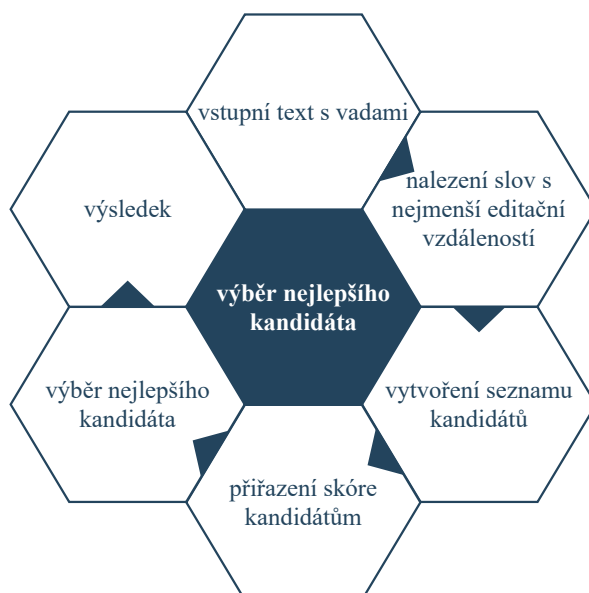 vstupní text s vadami
nalezení slov s
nejmenší editační
vzdáleností
výsledek
výběr nejlepšího
kandidáta
výběr nejlepšího
kandidáta
vytvoření seznamu
kandidátů
přiřazení skóre
kandidátům